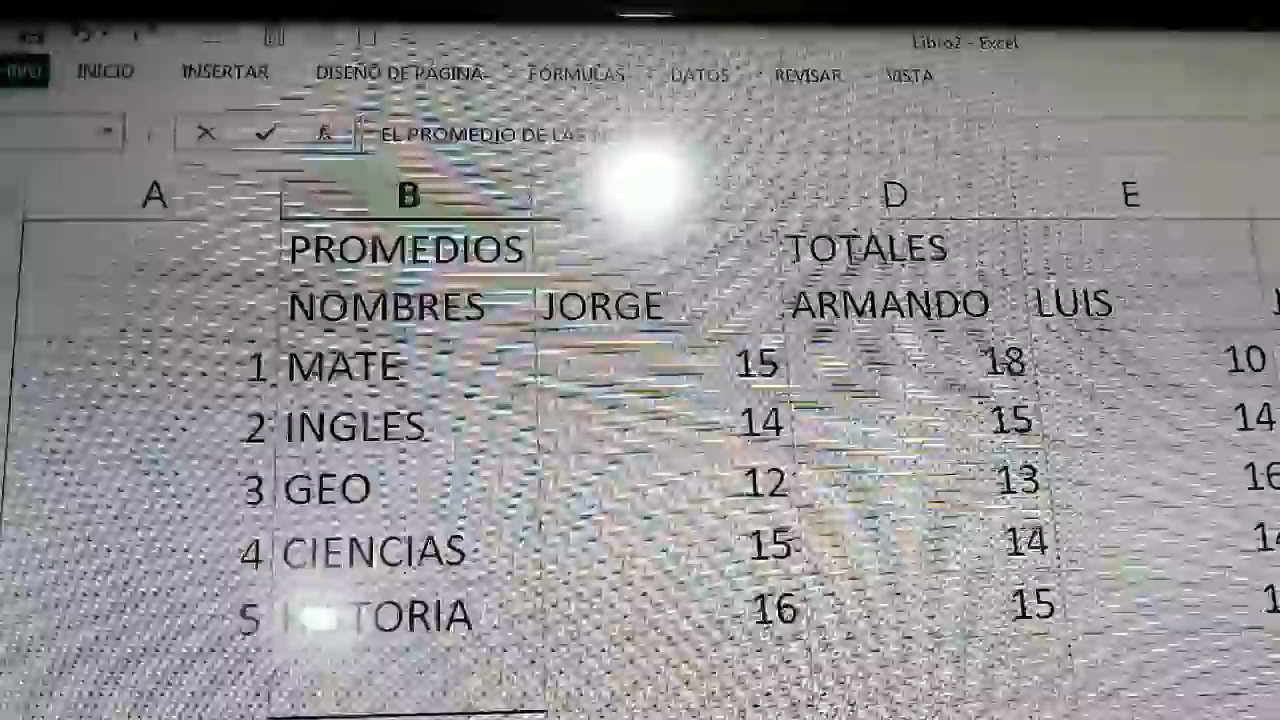 Libro2 - Excel
INICIO INSERTAR DISEÑO DE PÁGINA FÓRMULAS DATOS REVISAR VISTA
EL PROMEDIO DE LAS
A B D E
PROMEDIOS TOTALES
NOMBRES JORGE ARMANDO LUIS
1 MATE 15 18 10
2 INGLES 14 15 14
3 GEO 12 13 16
4 CIENCIAS 15 14
5 16 15